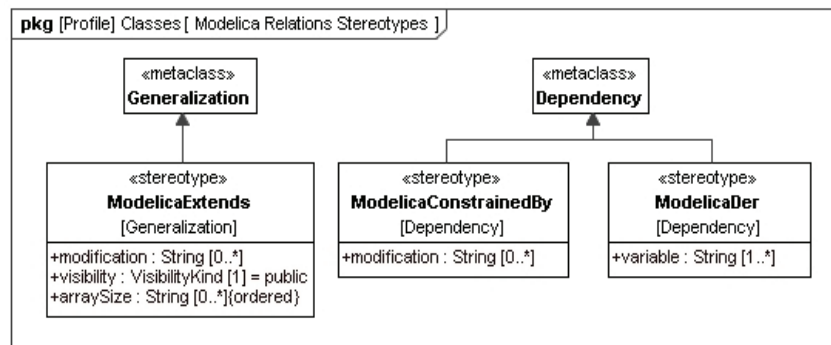 pkg [Profile] Classes [ Modelica Relations Stereotypes ]
«metaclass»
Generalization
«metaclass»
Dependency
«stereotype»
ModelicaExtends
[Generalization]
+modification : String [0..*]
+visibility : VisibilityKind [1] = public
+arraySize : String [0..*]{ordered}
«stereotype»
ModelicaConstrainedBy
[Dependency]
+modification : String [0..*]
«stereotype»
ModelicaDer
[Dependency]
+variable : String [1..*]